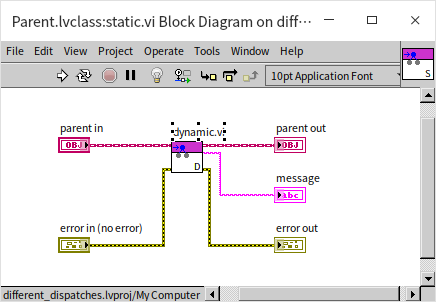 Parent.lvclass:static.vi Block Diagram on diff…
File Edit View Project Operate Tools Window Help
10pt Application Font
S
parent in
dynamic.vi
parent out
OBJ
OBJ
D
message
abc
error in (no error)
error out
different_dispatches.lvproj/My Computer